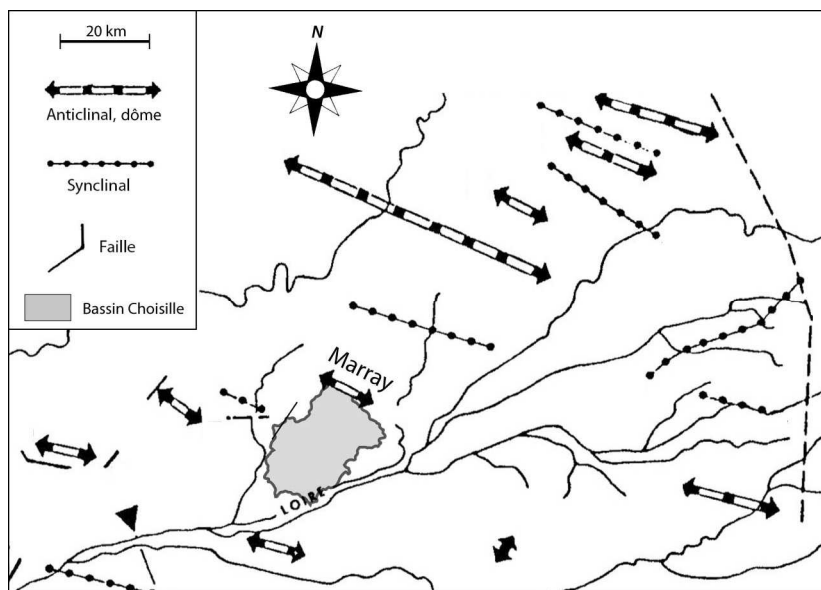 20 km
Anticlinal, dôme
Synclinal
Faille
Bassin Choisille
N
Marray
LOIRE